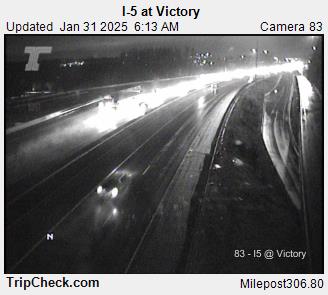 I-5 at Victory
Updated Jan 31 2025 6:13 AM Camera 83
T
N
83 - I5 @ Victory
TripCheck.com Milepost306.80